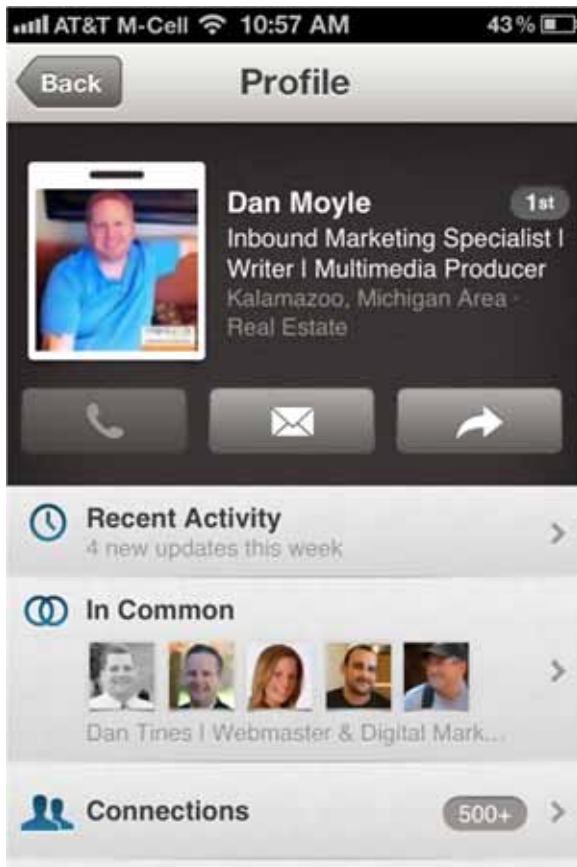 AT&T M-Cell 10:57 AM 43%
Back Profile
Dan Moyle 1st
Inbound Marketing Specialist |
Writer | Multimedia Producer
Kalamazoo, Michigan Area ·
Real Estate
Recent Activity
4 new updates this week
In Common
Dan Tines | Webmaster & Digital Mark...
Connections 500+